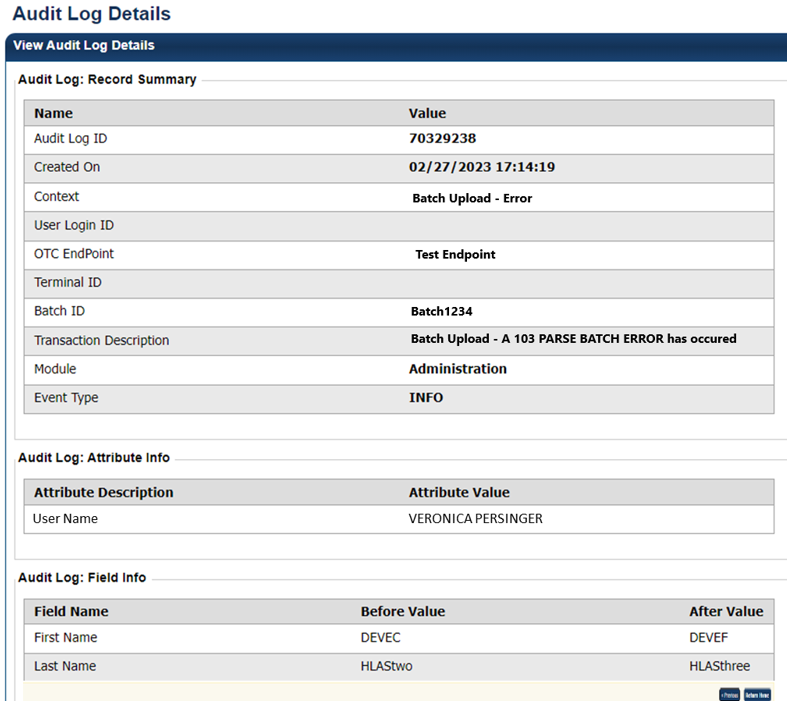 Audit Log Details
View Audit Log Details
Audit Log: Record Summary
Name Value
Audit Log ID 70329238
Created On 02/27/2023 17:14:19
Context Batch Upload - Error
User Login ID
OTC EndPoint Test Endpoint
Terminal ID
Batch ID Batch1234
Transaction Description Batch Upload - A 103 PARSE BATCH ERROR has occured
Module Administration
Event Type INFO
Audit Log: Attribute Info
Attribute Description Attribute Value
User Name VERONICA PERSINGER
Audit Log: Field Info
Field Name Before Value After Value
First Name DEVEC DEVEF
Last Name HLAStwo HLASthree
< Previous Return Home